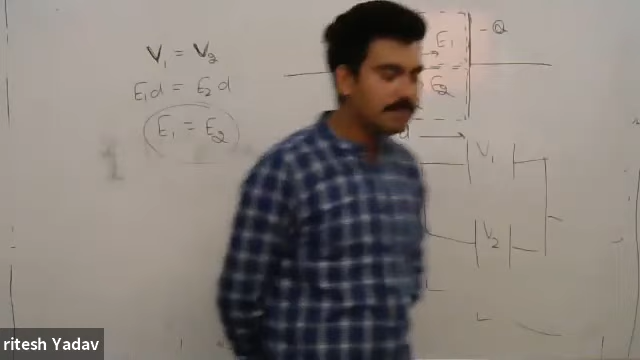 V₁ = V₂
E₁d = E₂d
E₁ = E₂
E₁
-Q
E₂
d
V₁
V₂
ritesh Yadav